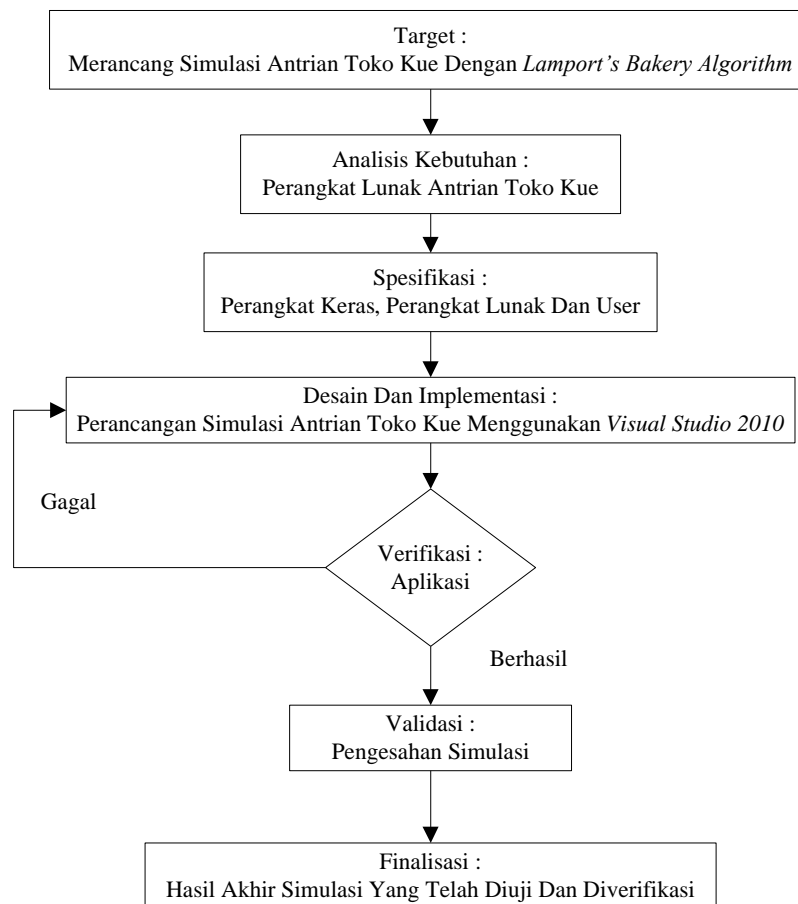 Target :
Merancang Simulasi Antrian Toko Kue Dengan Lamport's Bakery Algorithm
Analisis Kebutuhan :
Perangkat Lunak Antrian Toko Kue
Spesifikasi :
Perangkat Keras, Perangkat Lunak Dan User
Desain Dan Implementasi :
Perancangan Simulasi Antrian Toko Kue Menggunakan Visual Studio 2010
Gagal
Verifikasi :
Aplikasi
Berhasil
Validasi :
Pengesahan Simulasi
Finalisasi :
Hasil Akhir Simulasi Yang Telah Diuji Dan Diverifikasi